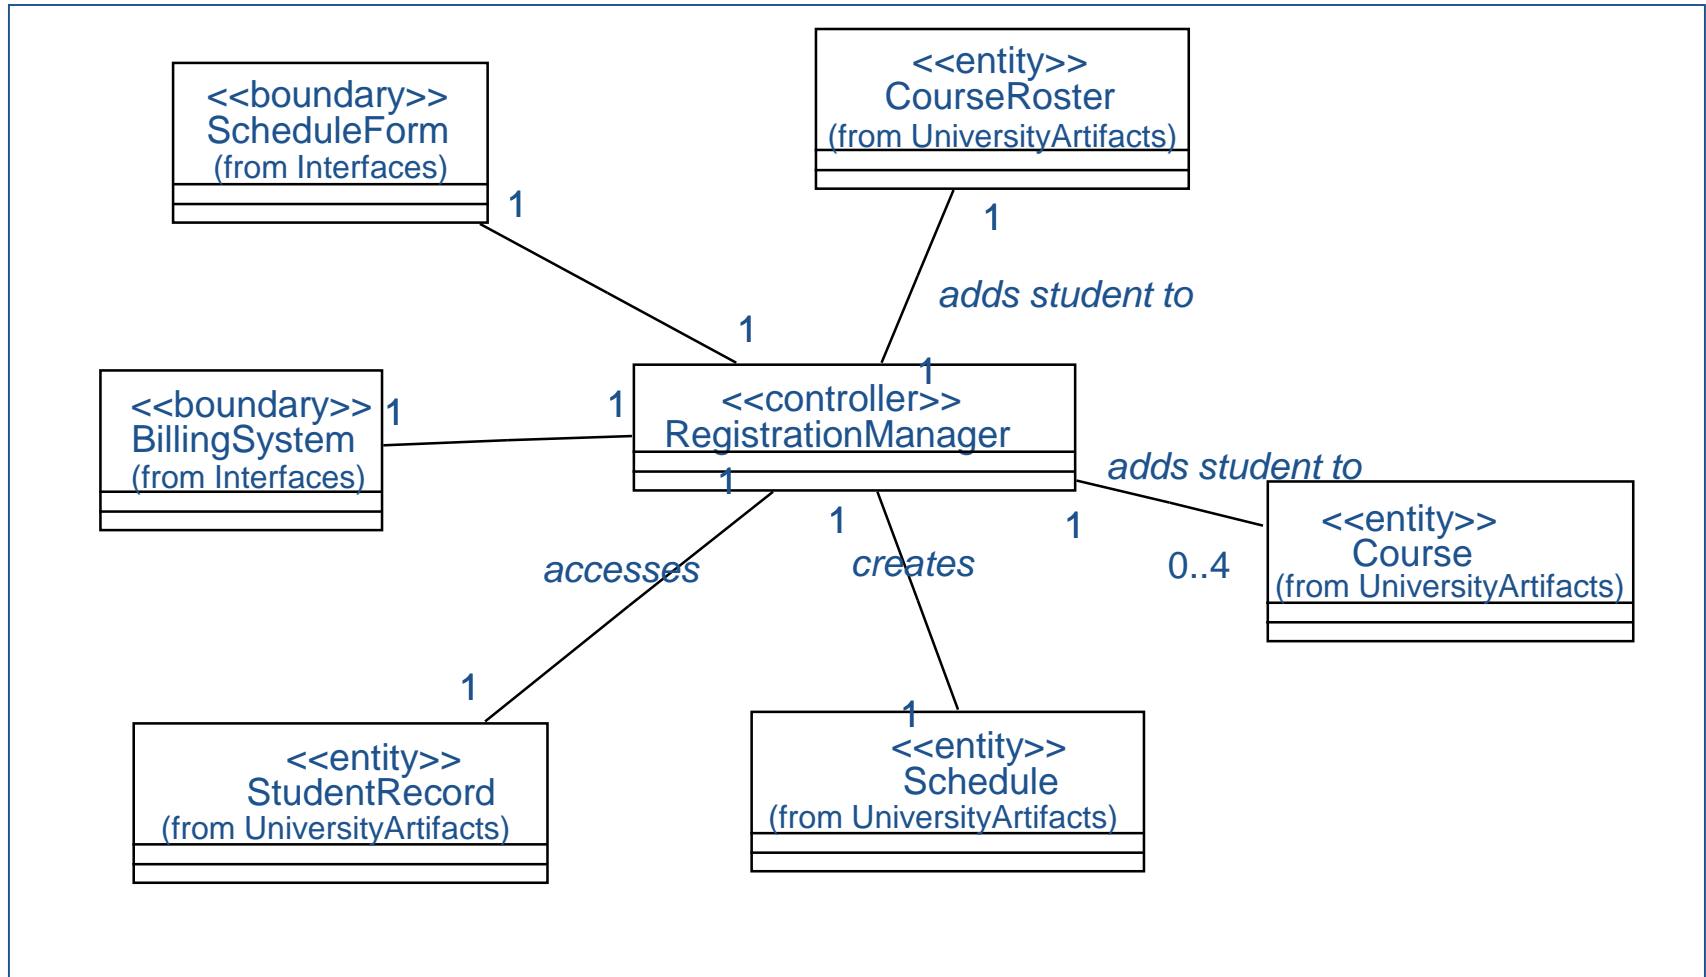 <<entity>>
CourseRoster
(from UniversityArtifacts)
<<boundary>>
ScheduleForm
(from Interfaces)
1
1
adds student to
1
1
<<controller>>
RegistrationManager
1
<<boundary>>
BillingSystem
(from Interfaces)
1
1
adds student to
1
0..4
<<entity>>
Course
(from UniversityArtifacts)
1
accesses
1
creates
1
<<entity>>
StudentRecord
(from UniversityArtifacts)
1
<<entity>>
Schedule
(from UniversityArtifacts)